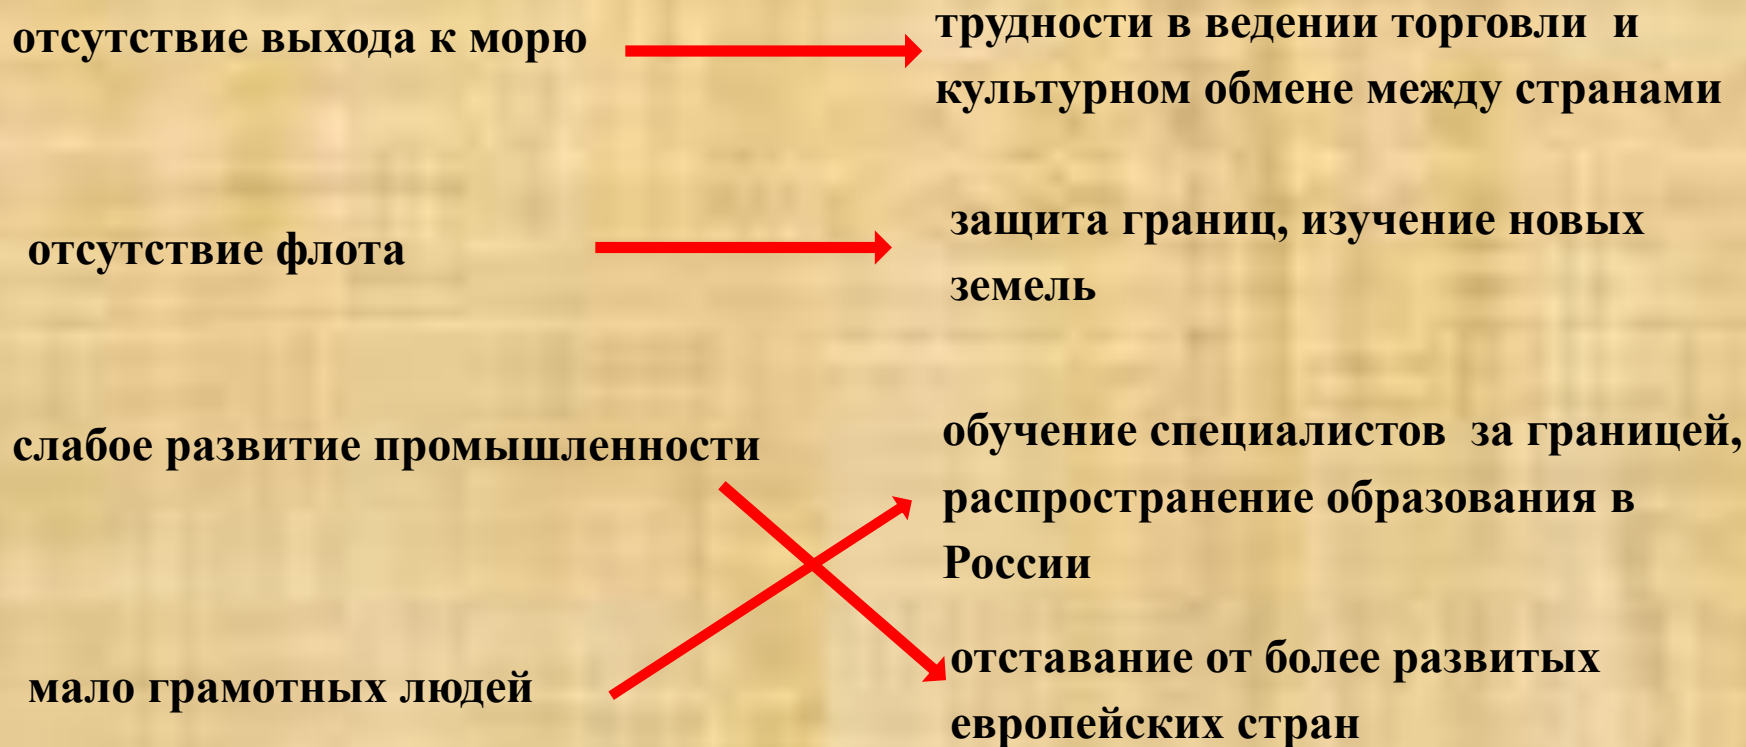 отсутствие выхода к морю
трудности в ведении торговли и
культурном обмене между странами
отсутствие флота
защита границ, изучение новых
земель
слабое развитие промышленности
обучение специалистов за границей,
распространение образования в
России
мало грамотных людей
отставание от более развитых
европейских стран